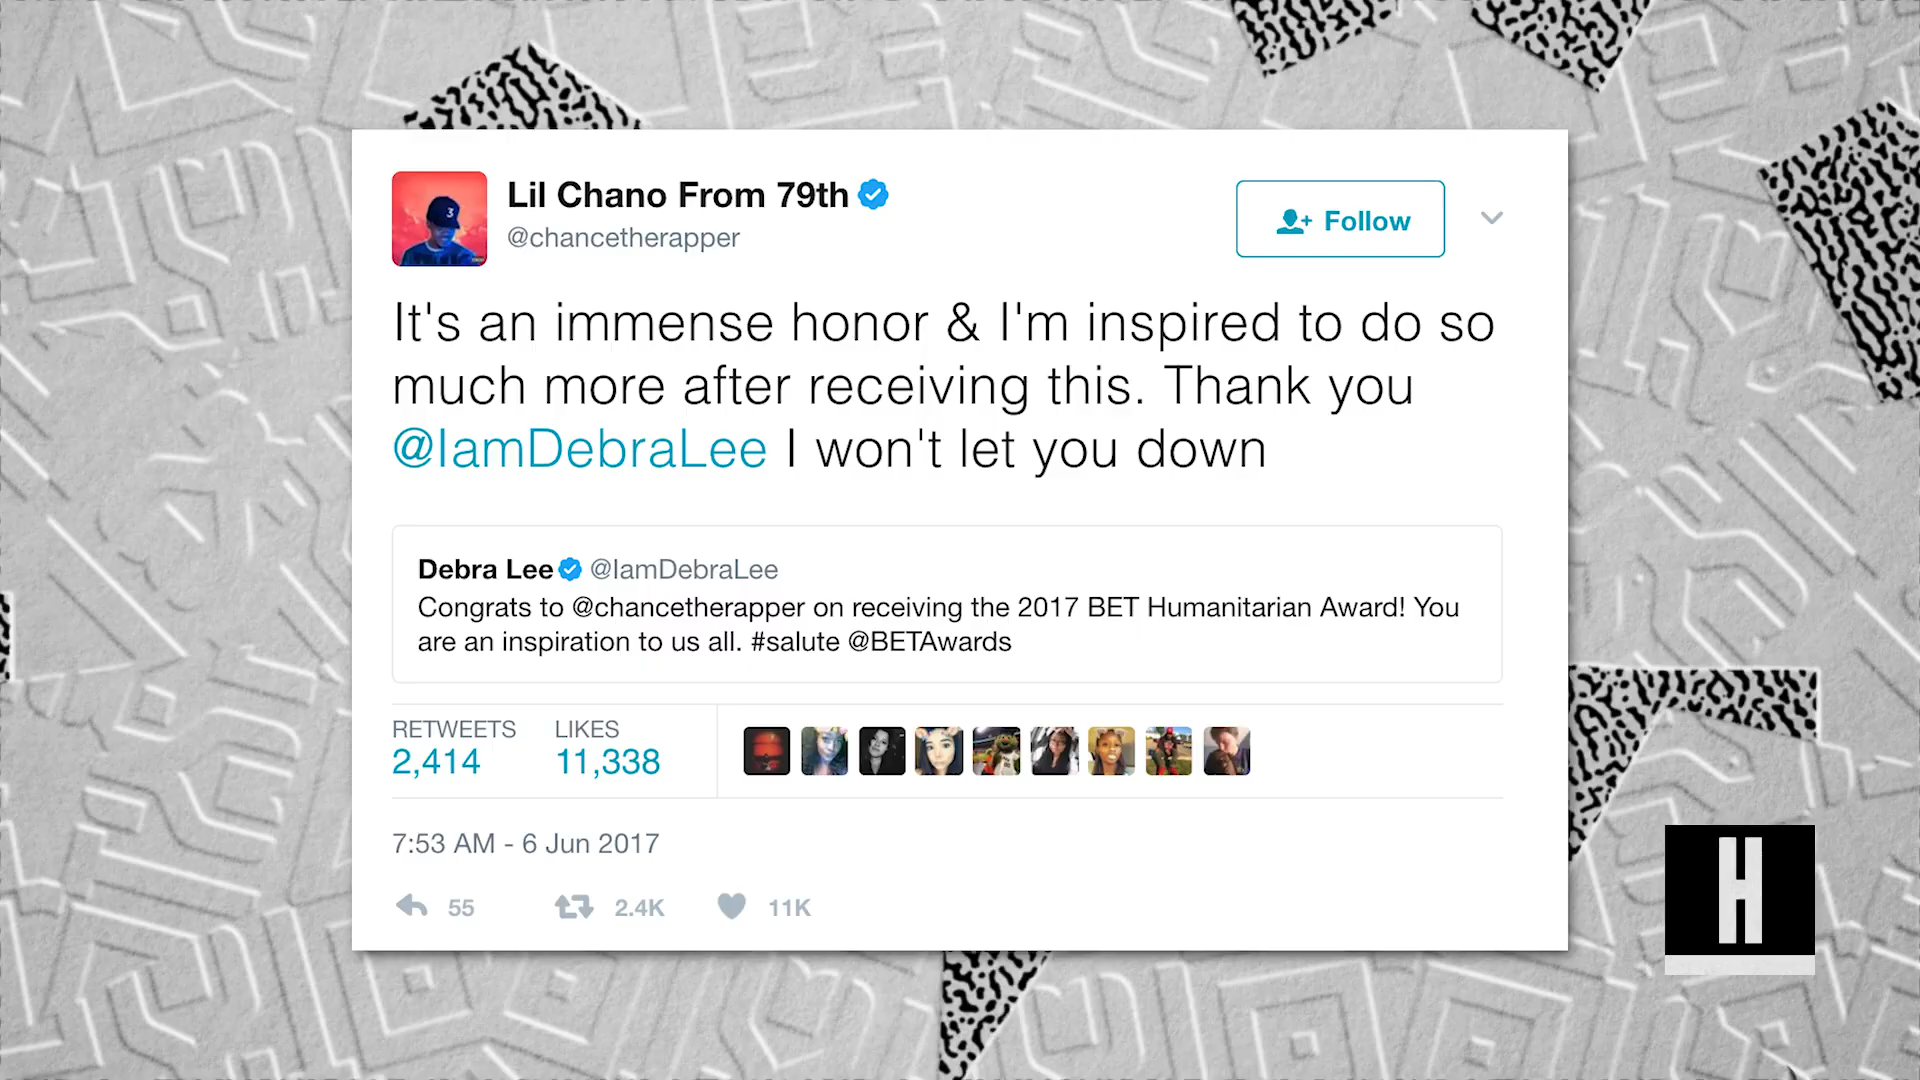 Lil Chano From 79th
@chancetherapper
Follow
It's an immense honor & I'm inspired to do so
much more after receiving this. Thank you
@IamDebraLee I won't let you down
Debra Lee @IamDebraLee
Congrats to @chancetherapper on receiving the 2017 BET Humanitarian Award! You
are an inspiration to us all. #salute @BETAwards
RETWEETS LIKES
2,414 11,338
7:53 AM - 6 Jun 2017
55 2.4K 11K
3
H